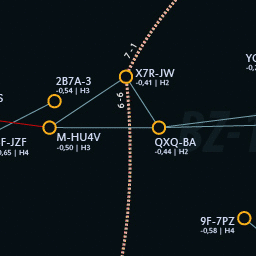 7-1
X7R-JW
-0,41 | H2
2B7A-3
-0,54 | H3
6-6
M-HU4V
-0,50 | H3
F-JZF
0,65 | H4
QXQ-BA
-0,44 | H2
9F-7PZ
-0,58 | H4